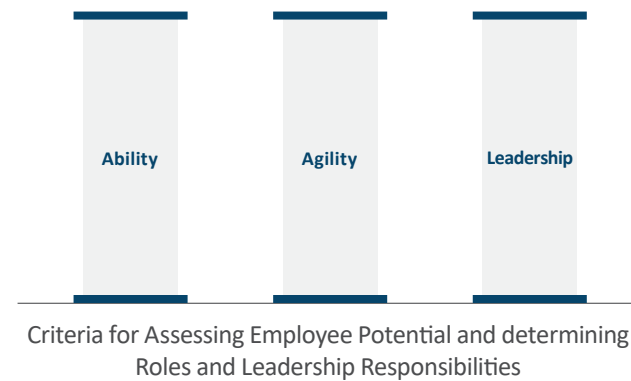 Ability
Agility
Leadership
Criteria for Assessing Employee Potential and determining
Roles and Leadership Responsibilities